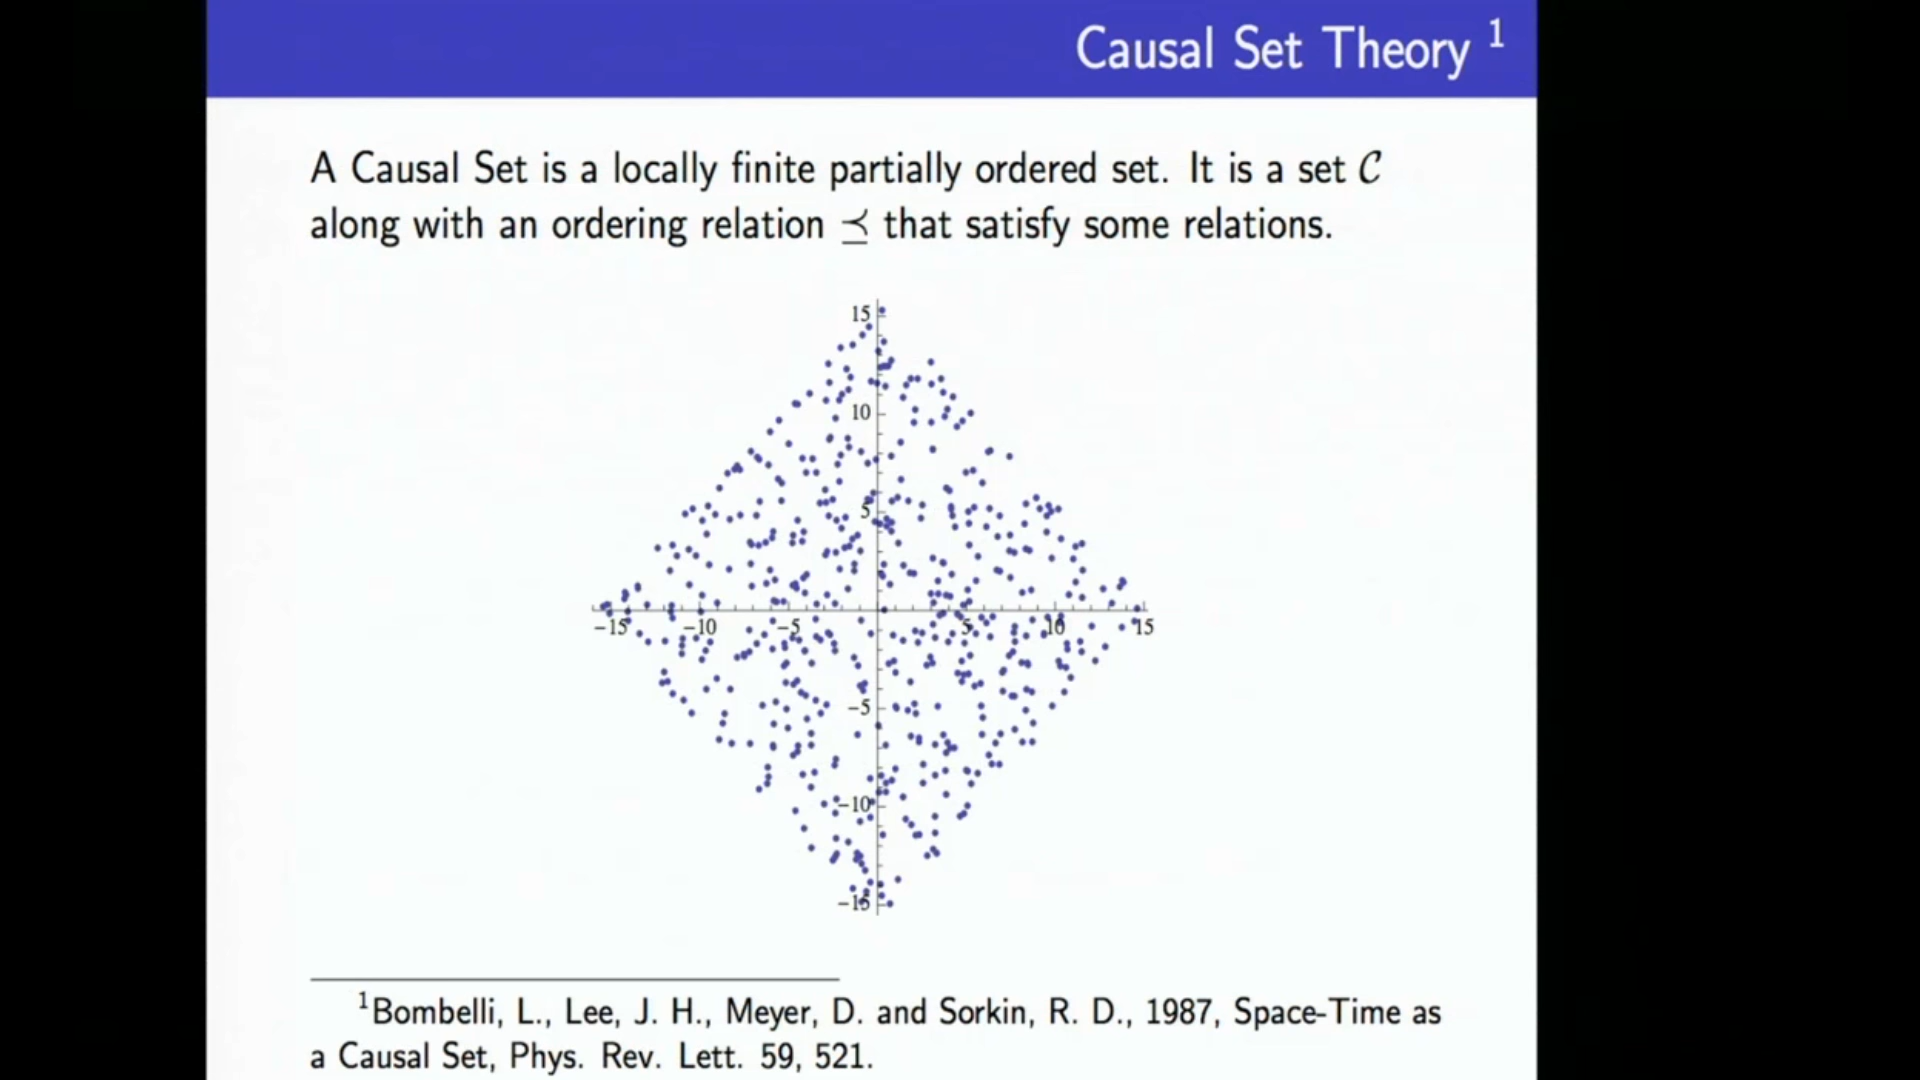 Causal Set Theory 1
A Causal Set is a locally finite partially ordered set. It is a set 𝒞
along with an ordering relation ⪯ that satisfy some relations.
15
10
5
−15 −10 −5 5 10 15
−5
−10
−15
1Bombelli, L., Lee, J. H., Meyer, D. and Sorkin, R. D., 1987, Space-Time as
a Causal Set, Phys. Rev. Lett. 59, 521.